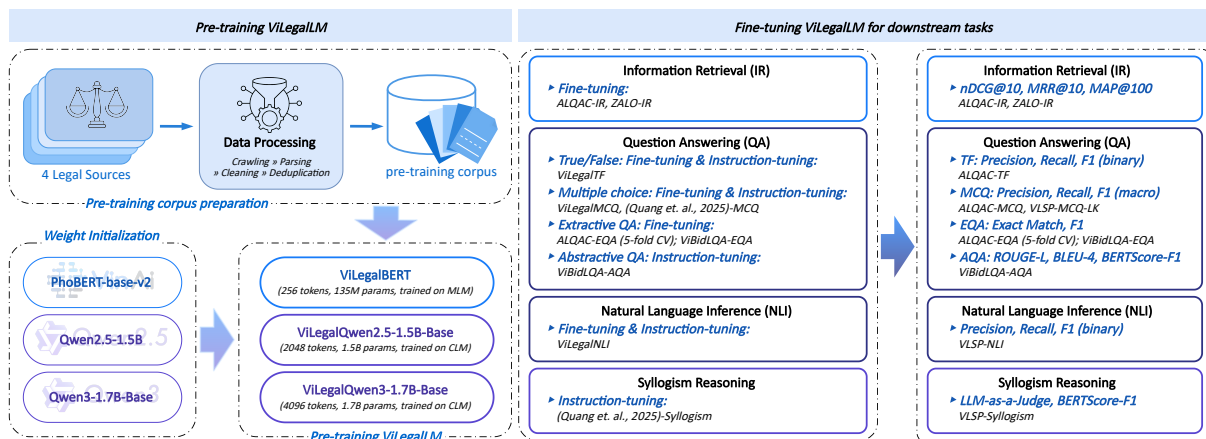 Pre-training ViLegalLM
4 Legal Sources
Data Processing
Crawling » Parsing
» Cleaning » Deduplication
pre-training corpus
Pre-training corpus preparation
Weight Initialization
PhoBERT-base-v2
Qwen2.5-1.5B
Qwen3-1.7B-Base
ViLegalBERT
(256 tokens, 135M params, trained on MLM)
ViLegalQwen2.5-1.5B-Base
(2048 tokens, 1.5B params, trained on CLM)
ViLegalQwen3-1.7B-Base
(4096 tokens, 1.7B params, trained on CLM)
Pre-training ViLegalLM
Fine-tuning ViLegalLM for downstream tasks
Information Retrieval (IR)
Fine-tuning:
ALQAC-IR, ZALO-IR
Question Answering (QA)
True/False: Fine-tuning & Instruction-tuning:
ViLegalTF
Multiple choice: Fine-tuning & Instruction-tuning:
ViLegalMCQ, (Quang et. al., 2025)-MCQ
Extractive QA: Fine-tuning:
ALQAC-EQA (5-fold CV); ViBidLQA-EQA
Abstractive QA: Instruction-tuning:
ViBidLQA-AQA
Natural Language Inference (NLI)
Fine-tuning & Instruction-tuning:
ViLegalNLI
Syllogism Reasoning
Instruction-tuning:
(Quang et. al., 2025)-Syllogism
Information Retrieval (IR)
nDCG@10, MRR@10, MAP@100
ALQAC-IR, ZALO-IR
Question Answering (QA)
TF: Precision, Recall, F1 (binary)
ALQAC-TF
MCQ: Precision, Recall, F1 (macro)
ALQAC-MCQ, VLSP-MCQ-LK
EQA: Exact Match, F1
ALQAC-EQA (5-fold CV); ViBidLQA-EQA
AQA: ROUGE-L, BLEU-4, BERTScore-F1
ViBidLQA-AQA
Natural Language Inference (NLI)
Precision, Recall, F1 (binary)
VLSP-NLI
Syllogism Reasoning
LLM-as-a-Judge, BERTScore-F1
VLSP-Syllogism